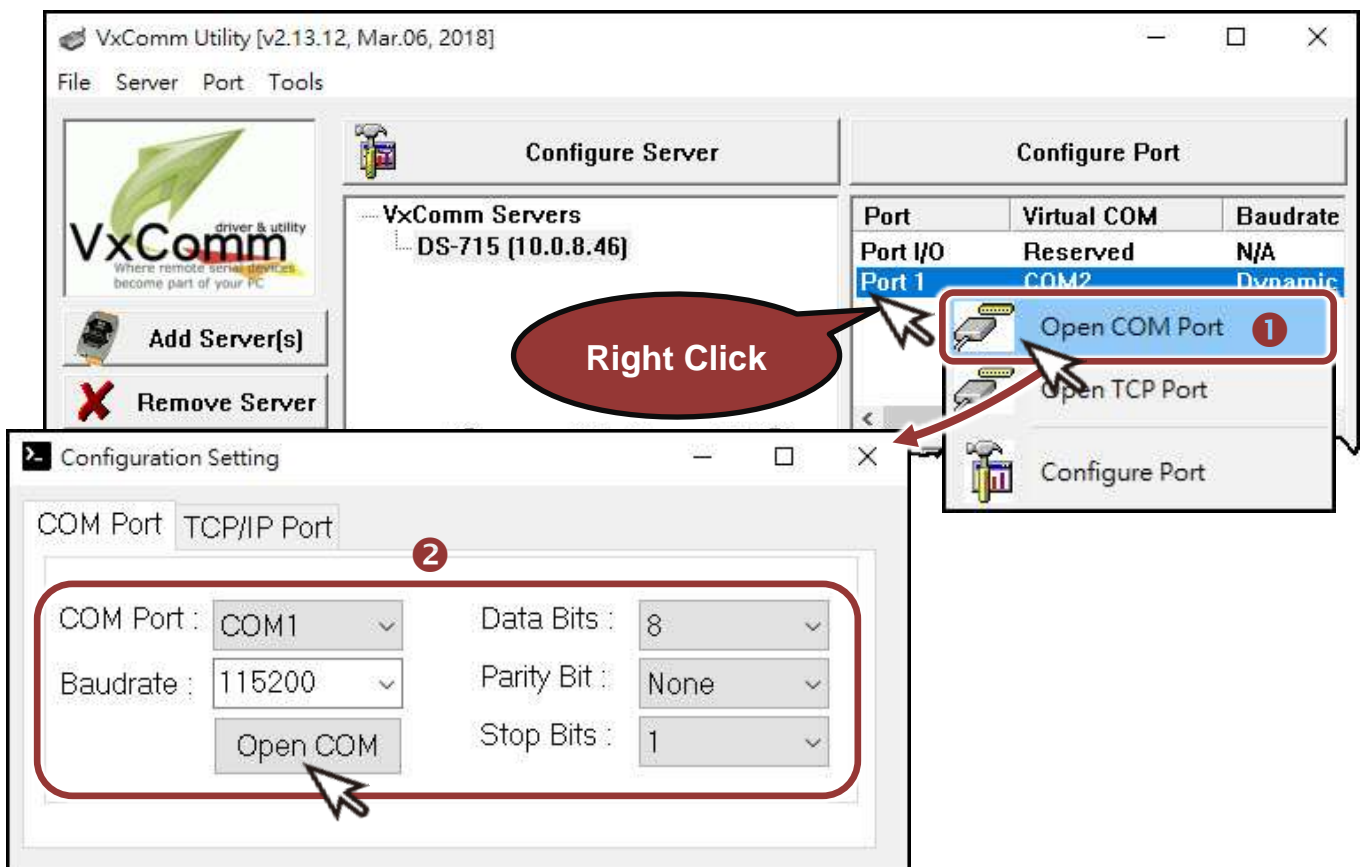 VxComm Utility [v2.13.12, Mar.06, 2018]
File Server Port Tools
VxComm
driver & utility
Where remote serial devices
become part of your PC
Add Server(s)
Remove Server
Configure Server
VxComm Servers
DS-715 (10.0.8.46)
Configure Port
Port Virtual COM Baudrate
Port I/O Reserved N/A
Port 1 COM2 Dynamic
Right Click
Open COM Port 1
Open TCP Port
Configure Port
Configuration Setting
COM Port TCP/IP Port
2
COM Port : COM1 Data Bits : 8
Baudrate : 115200 Parity Bit : None
Open COM Stop Bits : 1